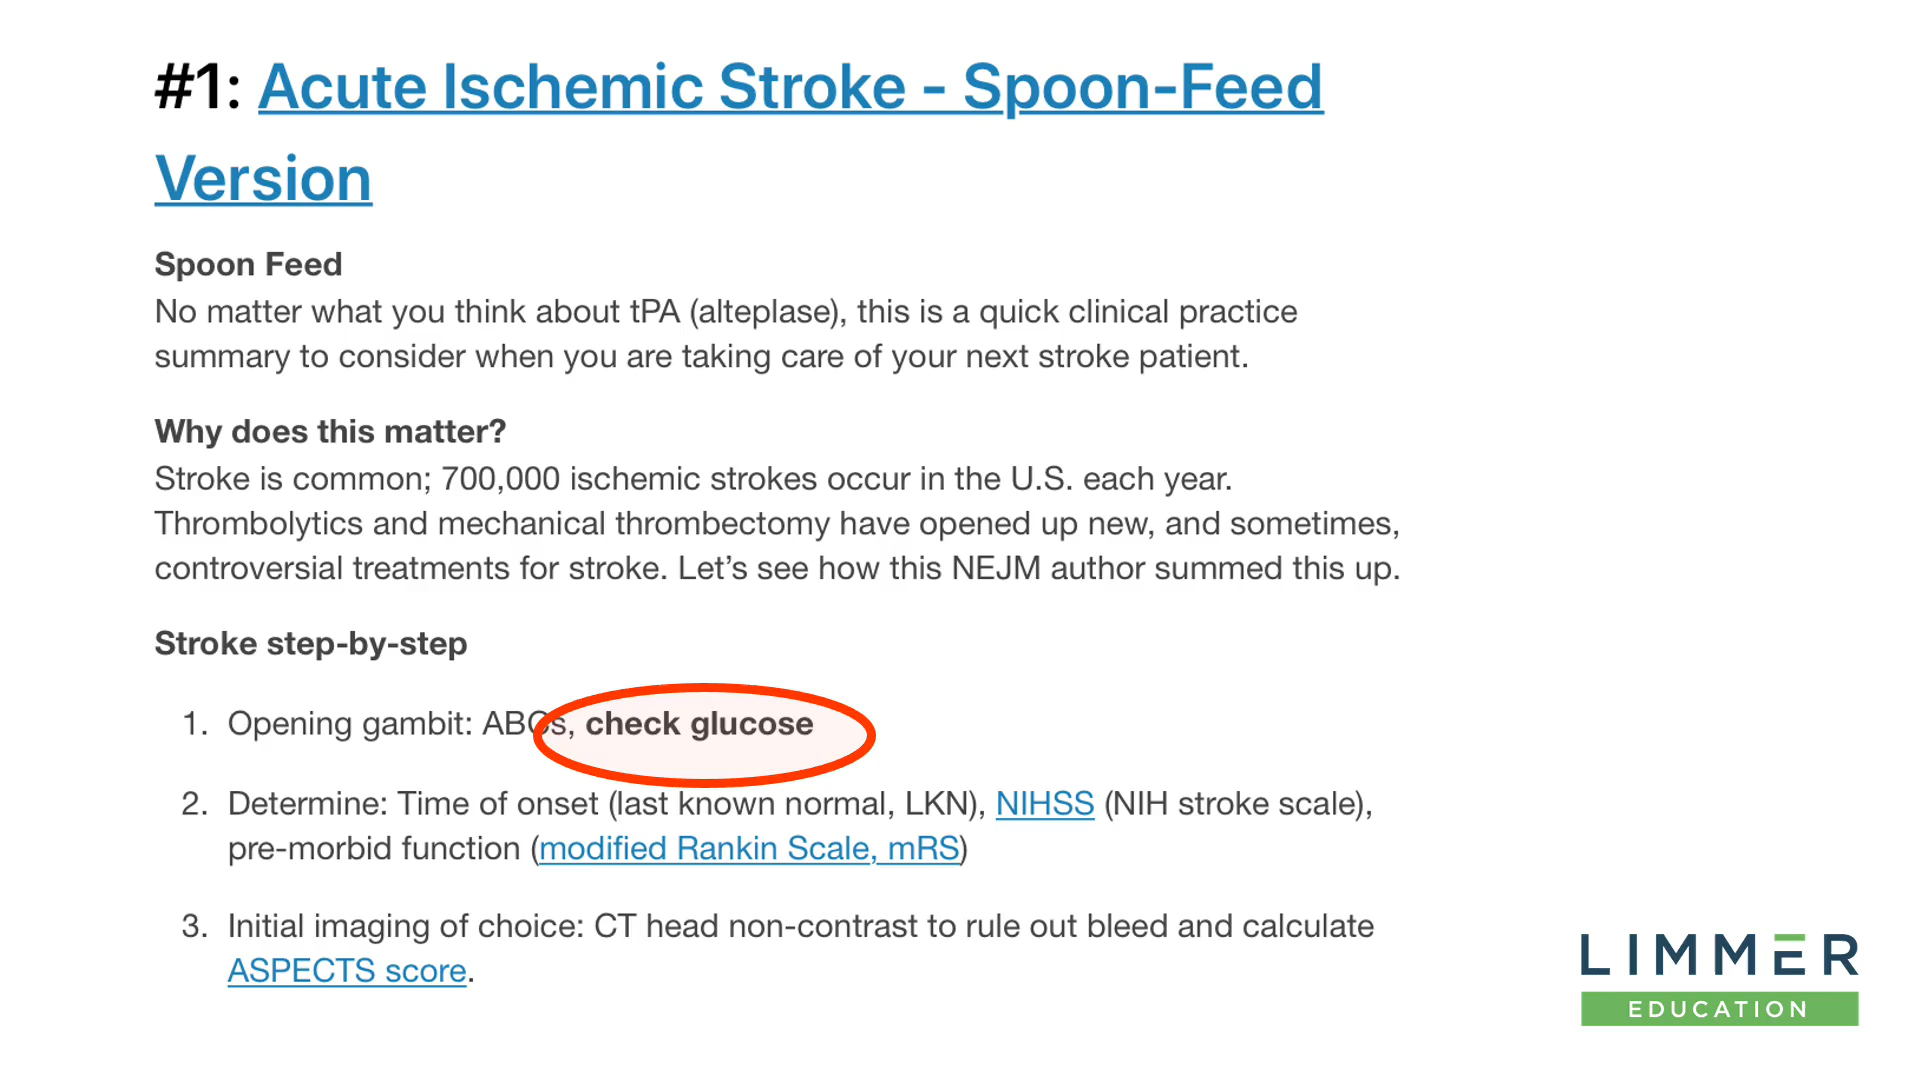 #1: Acute Ischemic Stroke - Spoon-Feed
Version
Spoon Feed
No matter what you think about tPA (alteplase), this is a quick clinical practice
summary to consider when you are taking care of your next stroke patient.
Why does this matter?
Stroke is common; 700,000 ischemic strokes occur in the U.S. each year.
Thrombolytics and mechanical thrombectomy have opened up new, and sometimes,
controversial treatments for stroke. Let’s see how this NEJM author summed this up.
Stroke step-by-step
1. Opening gambit: ABCs, check glucose
2. Determine: Time of onset (last known normal, LKN), NIHSS (NIH stroke scale),
pre-morbid function (modified Rankin Scale, mRS)
3. Initial imaging of choice: CT head non-contrast to rule out bleed and calculate
ASPECTS score.
LIMMER
EDUCATION